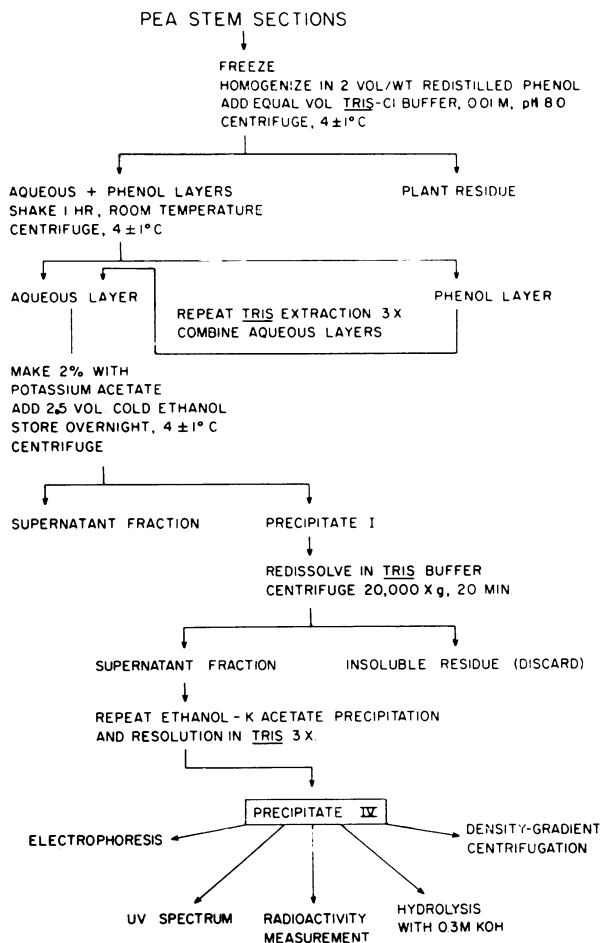 PEA STEM SECTIONS
FREEZE
HOMOGENIZE IN 2 VOL/WT REDISTILLED PHENOL
ADD EQUAL VOL TRIS-Cl BUFFER, 0.01 M, pH 8.0
CENTRIFUGE, 4 ± 1° C
AQUEOUS + PHENOL LAYERS
SHAKE 1 HR, ROOM TEMPERATURE
CENTRIFUGE, 4 ± 1° C
PLANT RESIDUE
AQUEOUS LAYER
PHENOL LAYER
REPEAT TRIS EXTRACTION 3X
COMBINE AQUEOUS LAYERS
MAKE 2% WITH
POTASSIUM ACETATE
ADD 2.5 VOL. COLD ETHANOL
STORE OVERNIGHT, 4 ± 1° C
CENTRIFUGE
SUPERNATANT FRACTION
PRECIPITATE I
REDISSOLVE IN TRIS BUFFER
CENTRIFUGE 20,000 X g, 20 MIN
SUPERNATANT FRACTION
INSOLUBLE RESIDUE (DISCARD)
REPEAT ETHANOL - K ACETATE PRECIPITATION
AND RESOLUTION IN TRIS 3X.
PRECIPITATE IV
ELECTROPHORESIS
DENSITY-GRADIENT
CENTRIFUGATION
UV SPECTRUM
RADIOACTIVITY
MEASUREMENT
HYDROLYSIS
WITH 0.3M KOH